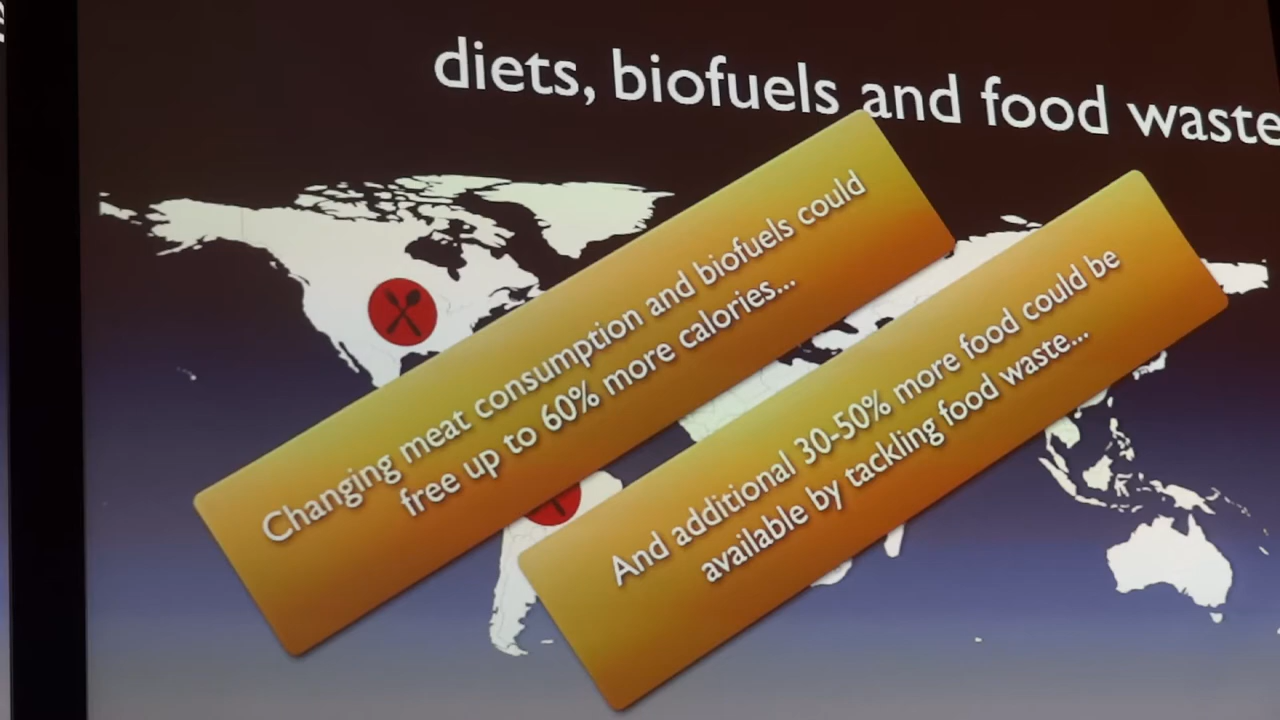 diets, biofuels and food waste
Changing meat consumption and biofuels could
free up to 60% more calories...
And additional 30-50% more food could be
available by tackling food waste...